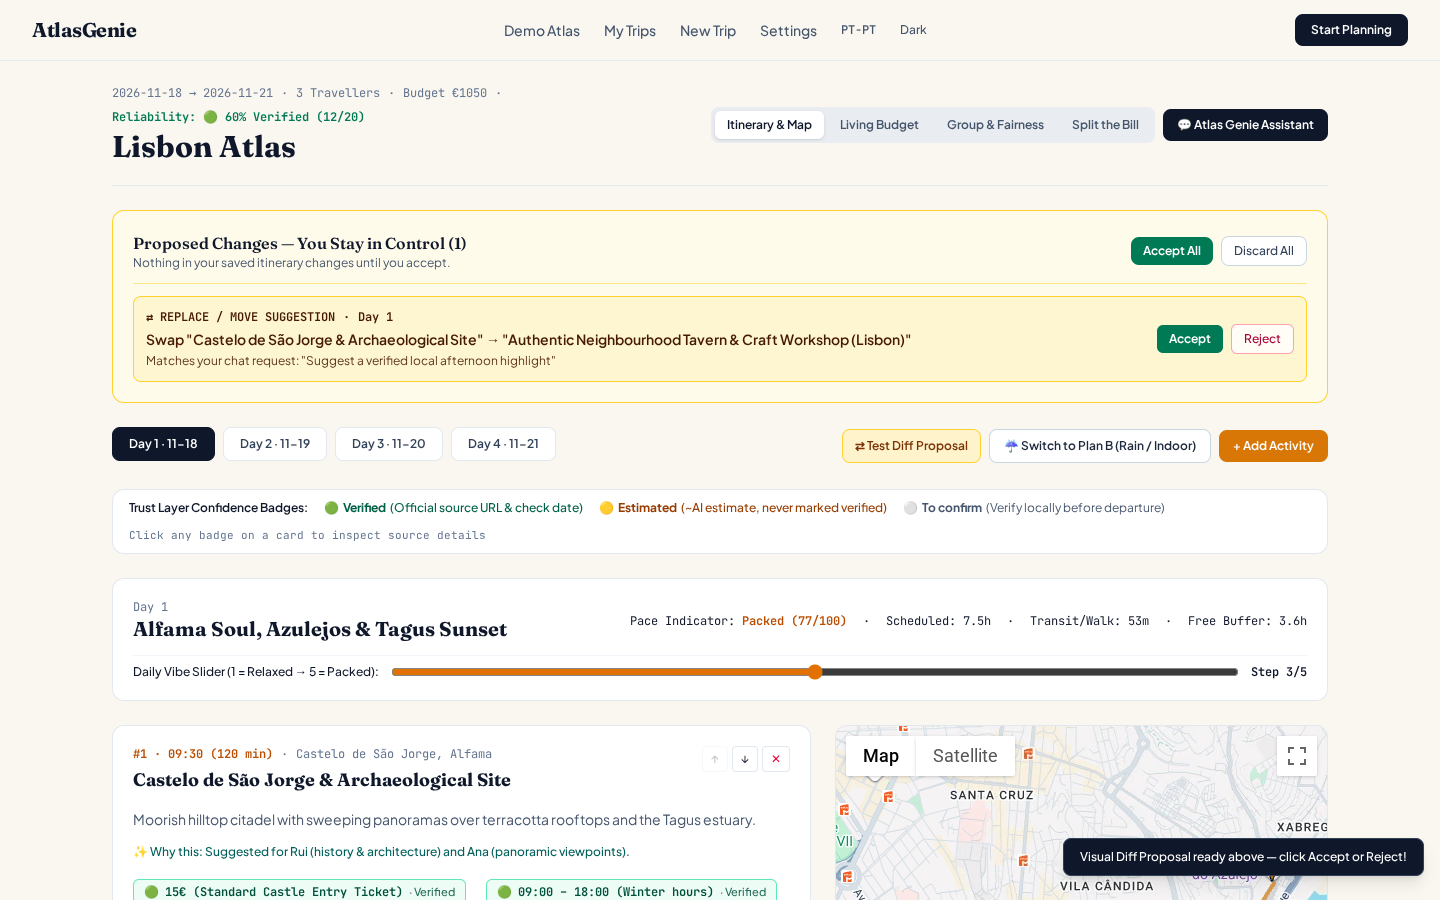 AtlasGenie
Demo Atlas
My Trips
New Trip
Settings
PT-PT
Dark
Start Planning
2026-11-18 → 2026-11-21 · 3 Travellers · Budget €1050 ·
Reliability: 🟢 60% Verified (12/20)
Lisbon Atlas
Itinerary & Map
Living Budget
Group & Fairness
Split the Bill
💬 Atlas Genie Assistant
Proposed Changes — You Stay in Control (1)
Nothing in your saved itinerary changes until you accept.
Accept All
Discard All
⇄ REPLACE / MOVE SUGGESTION · Day 1
Swap "Castelo de São Jorge & Archaeological Site" → "Authentic Neighbourhood Tavern & Craft Workshop (Lisbon)"
Matches your chat request: "Suggest a verified local afternoon highlight"
Accept
Reject
Day 1 · 11-18
Day 2 · 11-19
Day 3 · 11-20
Day 4 · 11-21
⇄ Test Diff Proposal
☔ Switch to Plan B (Rain / Indoor)
+ Add Activity
Trust Layer Confidence Badges:
🟢 Verified (Official source URL & check date)
🟡 Estimated (~AI estimate, never marked verified)
⚪ To confirm (Verify locally before departure)
Click any badge on a card to inspect source details
Day 1
Alfama Soul, Azulejos & Tagus Sunset
Pace Indicator: Packed (77/100) · Scheduled: 7.5h · Transit/Walk: 53m · Free Buffer: 3.6h
Daily Vibe Slider (1 = Relaxed → 5 = Packed):
Step 3/5
#1 · 09:30 (120 min) · Castelo de São Jorge, Alfama
↑
↓
✕
Castelo de São Jorge & Archaeological Site
Moorish hilltop citadel with sweeping panoramas over terracotta rooftops and the Tagus estuary.
✨ Why this: Suggested for Rui (history & architecture) and Ana (panoramic viewpoints).
🟢 15€ (Standard Castle Entry Ticket) · Verified
🟢 09:00 – 18:00 (Winter hours) · Verified
Map
Satellite
SANTA CRUZ
XABREG
VII
VILA CÂNDIDA
do Azulejo
Av
Visual Diff Proposal ready above — click Accept or Reject!